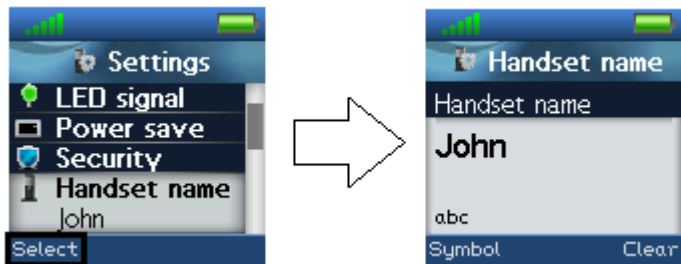 Settings
LED signal
Power save
Security
Handset name
John
Select
Handset name
Handset name
John
abc
Symbol Clear